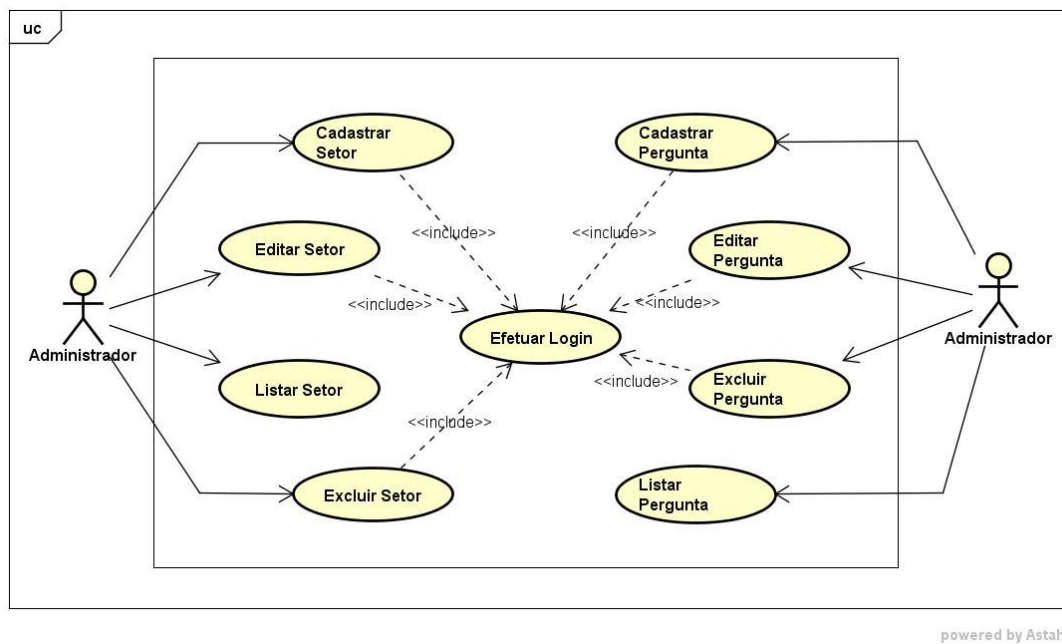 uc
Cadastrar
Setor
Cadastrar
Pergunta
<<include>>
<<include>>
Editar Setor
Editar
Pergunta
<<include>>
<<include>>
Efetuar Login
Administrador
Administrador
<<include>>
Listar Setor
Excluir
Pergunta
<<include>>
Excluir Setor
Listar
Pergunta
powered by Astah